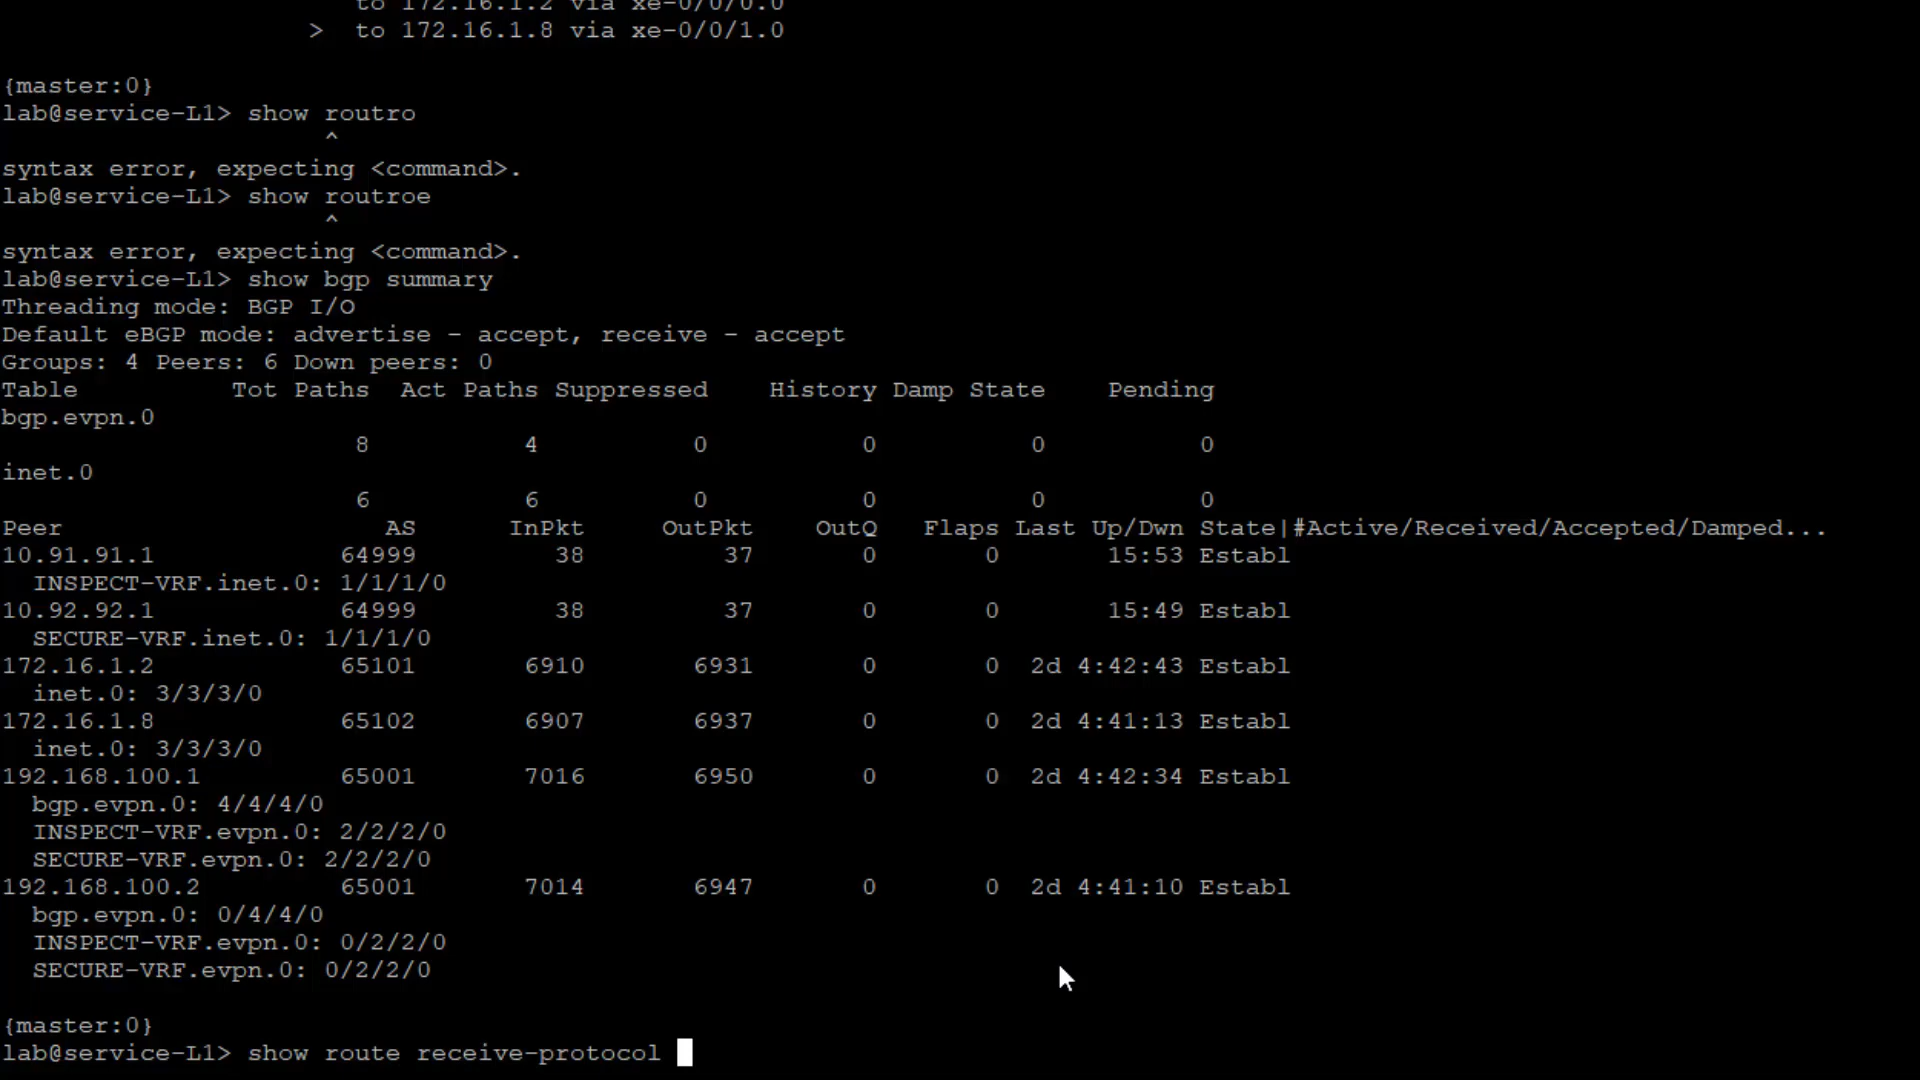 to 172.16.1.2 via xe-0/0/0.0
> to 172.16.1.8 via xe-0/0/1.0
{master:0}
lab@service-L1> show routro
^
syntax error, expecting <command>.
lab@service-L1> show routroe
^
syntax error, expecting <command>.
lab@service-L1> show bgp summary
Threading mode: BGP I/O
Default eBGP mode: advertise - accept, receive - accept
Groups: 4 Peers: 6 Down peers: 0
Table Tot Paths Act Paths Suppressed History Damp State Pending
bgp.evpn.0
8 4 0 0 0 0
inet.0
6 6 0 0 0 0
Peer AS InPkt OutPkt OutQ Flaps Last Up/Dwn State|#Active/Received/Accepted/Damped...
10.91.91.1 64999 38 37 0 0 15:53 Establ
INSPECT-VRF.inet.0: 1/1/1/0
10.92.92.1 64999 38 37 0 0 15:49 Establ
SECURE-VRF.inet.0: 1/1/1/0
172.16.1.2 65101 6910 6931 0 0 2d 4:42:43 Establ
inet.0: 3/3/3/0
172.16.1.8 65102 6907 6937 0 0 2d 4:41:13 Establ
inet.0: 3/3/3/0
192.168.100.1 65001 7016 6950 0 0 2d 4:42:34 Establ
bgp.evpn.0: 4/4/4/0
INSPECT-VRF.evpn.0: 2/2/2/0
SECURE-VRF.evpn.0: 2/2/2/0
192.168.100.2 65001 7014 6947 0 0 2d 4:41:10 Establ
bgp.evpn.0: 0/4/4/0
INSPECT-VRF.evpn.0: 0/2/2/0
SECURE-VRF.evpn.0: 0/2/2/0
{master:0}
lab@service-L1> show route receive-protocol